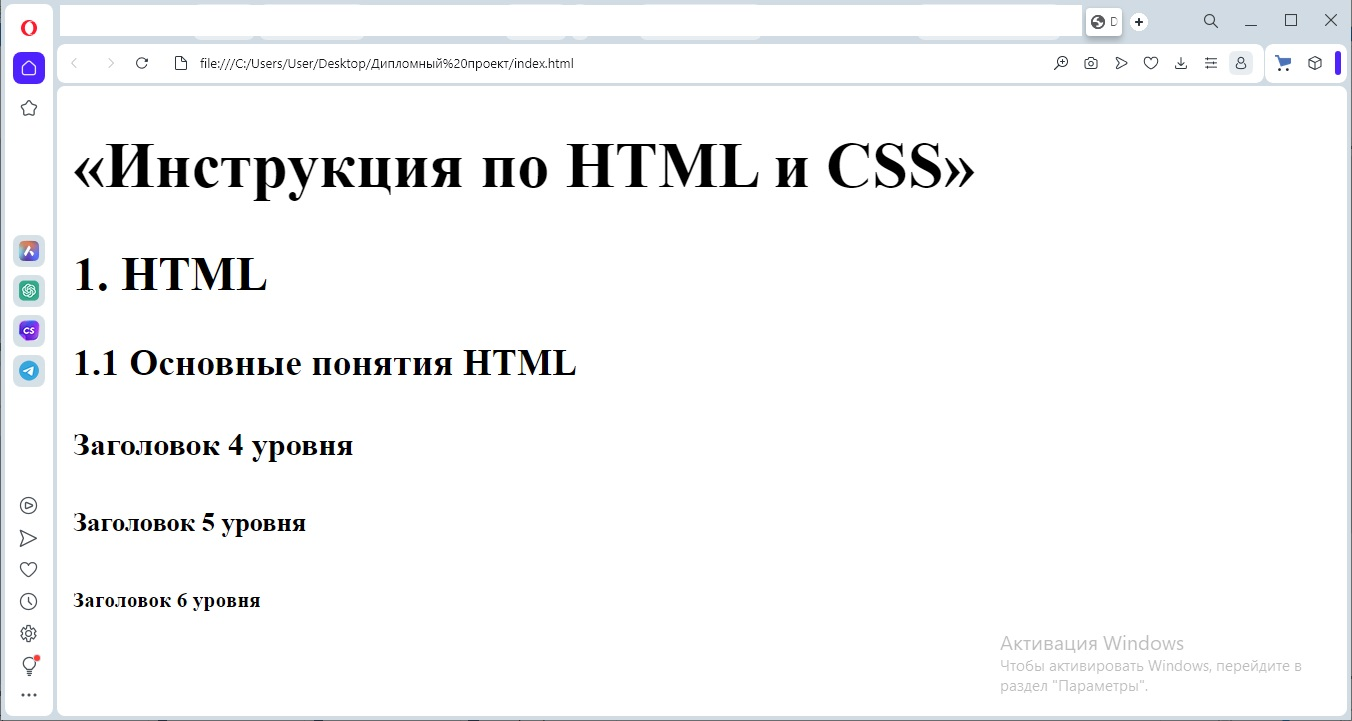 D
file:///C:/Users/User/Desktop/Дипломный%20проект/index.html
«Инструкция по HTML и CSS»
1. HTML
1.1 Основные понятия HTML
Заголовок 4 уровня
Заголовок 5 уровня
Заголовок 6 уровня
CS
Активация Windows
Чтобы активировать Windows, перейдите в
раздел "Параметры".